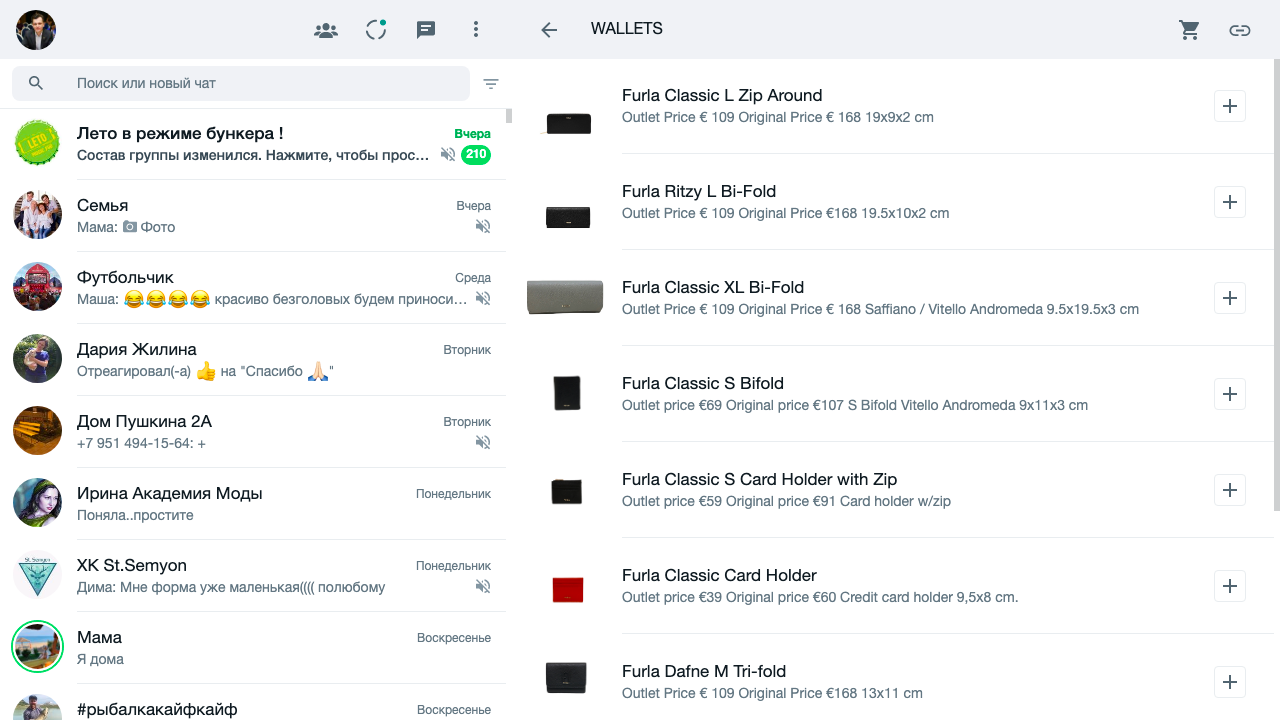 WALLETS
Поиск или новый чат
Лето в режиме бункера !
Вчера
Состав группы изменился. Нажмите, чтобы прос...
210
Семья
Вчера
Мама: Фото
Футбольчик
Среда
Маша: 😂😂😂😂 красиво безголовых будем приноси...
Дария Жилина
Вторник
Отреагировал(-а) 👍 на "Спасибо 🙏🏻"
Дом Пушкина 2А
Вторник
+7 951 494-15-64: +
Ирина Академия Моды
Понедельник
Поняла..простите
ХК St.Semyon
Понедельник
Дима: Мне форма уже маленькая(((( полюбому
Мама
Воскресенье
Я дома
#рыбалкакайфкайф
Воскресенье
Furla Classic L Zip Around
Outlet Price € 109 Original Price € 168 19x9x2 cm
Furla Ritzy L Bi-Fold
Outlet Price € 109 Original Price €168 19.5x10x2 cm
Furla Classic XL Bi-Fold
Outlet Price € 109 Original Price € 168 Saffiano / Vitello Andromeda 9.5x19.5x3 cm
Furla Classic S Bifold
Outlet price €69 Original price €107 S Bifold Vitello Andromeda 9x11x3 cm
Furla Classic S Card Holder with Zip
Outlet price €59 Original price €91 Card holder w/zip
Furla Classic Card Holder
Outlet price €39 Original price €60 Credit card holder 9,5x8 cm.
Furla Dafne M Tri-fold
Outlet Price € 109 Original Price €168 13x11 cm